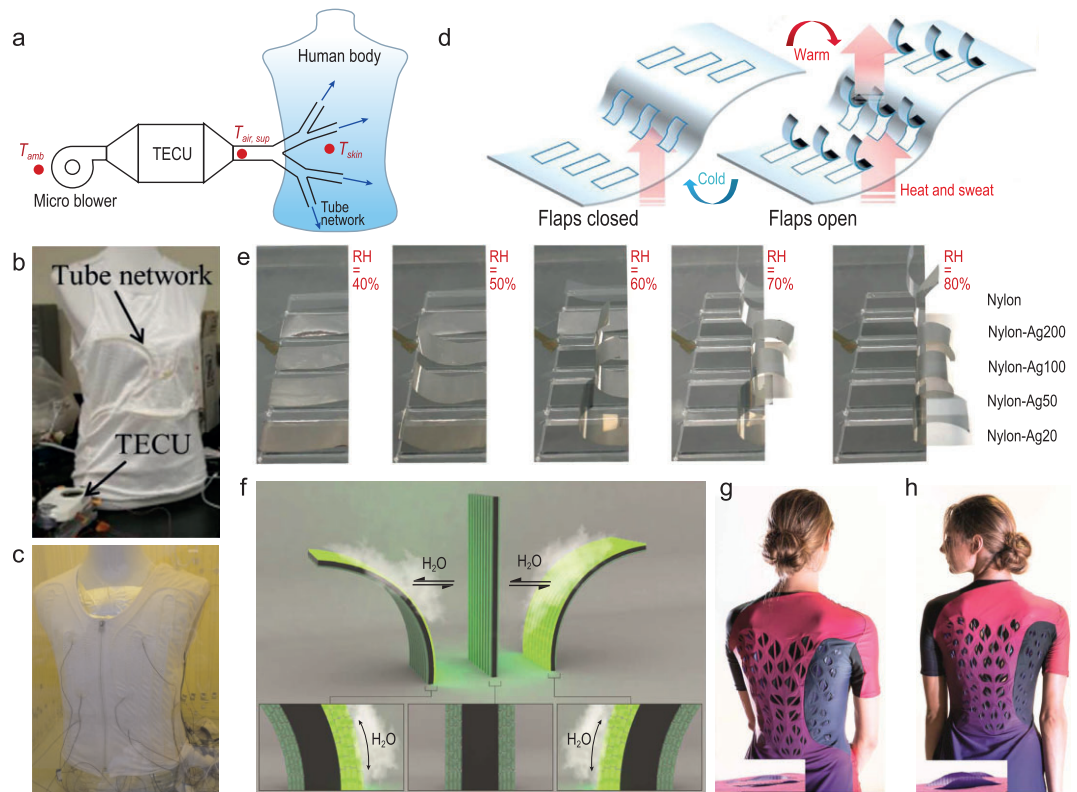 a
Human body
T_amb
TECU
T_air, sup
T_skin
Micro blower
Tube
network
b
Tube network
TECU
c
d
Warm
Cold
Heat and sweat
Flaps closed
Flaps open
e
RH
=
40%
RH
=
50%
RH
=
60%
RH
=
70%
RH
=
80%
Nylon
Nylon-Ag200
Nylon-Ag100
Nylon-Ag50
Nylon-Ag20
f
H₂O
H₂O
H₂O
H₂O
g
h